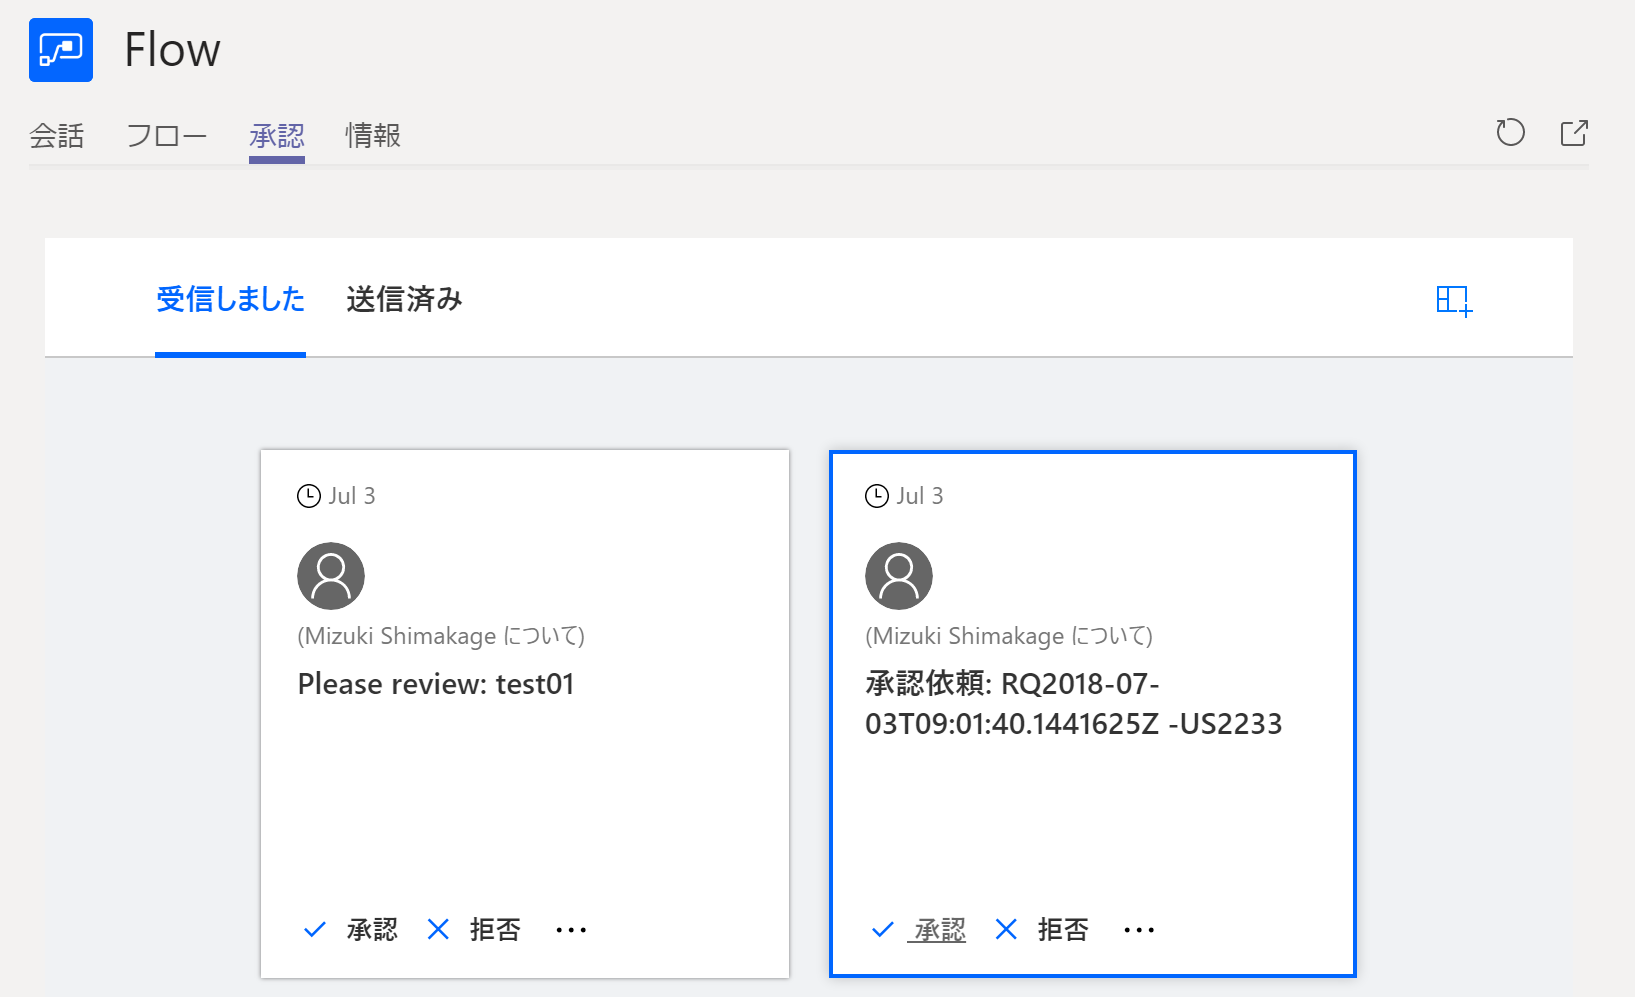 Flow
会話 フロー 承認 情報
受信しました 送信済み
Jul 3
(Mizuki Shimakage について)
Please review: test01
承認 拒否 ...
Jul 3
(Mizuki Shimakage について)
承認依頼: RQ2018-07-
03T09:01:40.1441625Z -US2233
承認 拒否 ...